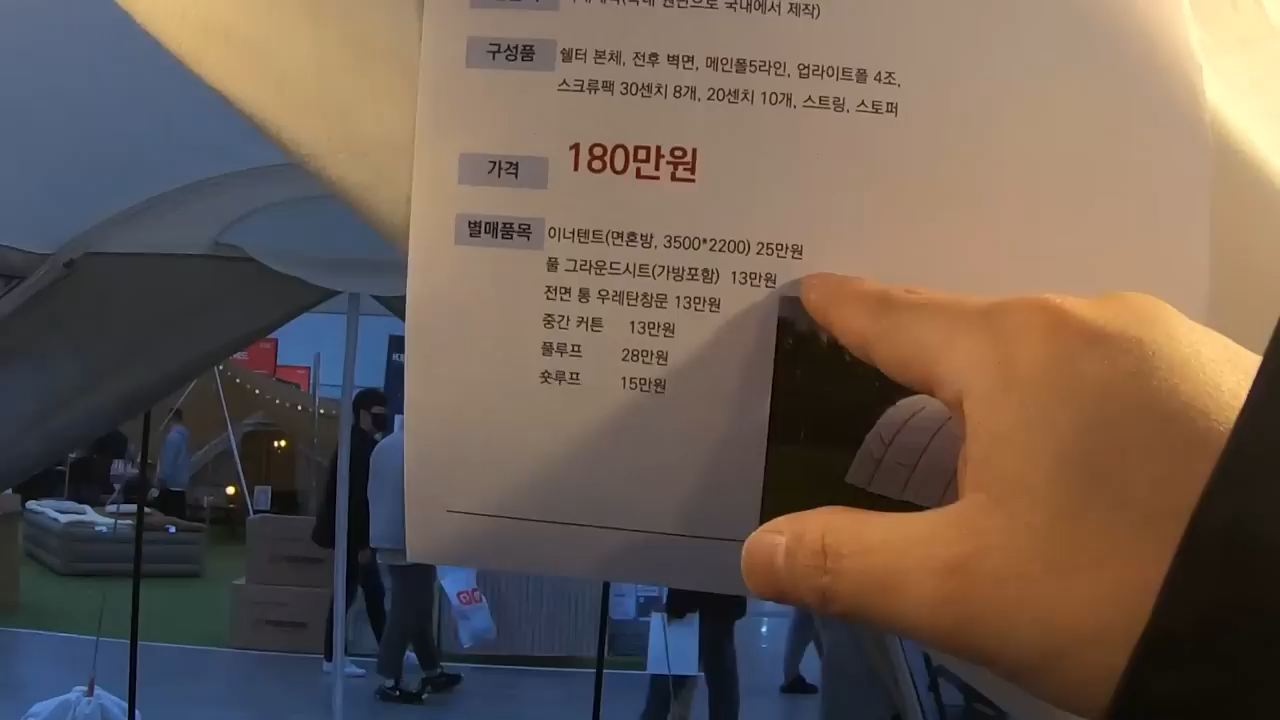 국내에서 제작)
구성품 쉘터 본체, 전후 벽면, 메인폴5라인, 업라이트폴 4조,
스크류팩 30센치 8개, 20센치 10개, 스트링, 스토퍼
가격 180만원
별매품목 이너텐트(면혼방, 3500*2200) 25만원
풀 그라운드시트(가방포함) 13만원
전면 통 우레탄창문 13만원
중간 커튼 13만원
풀루프 28만원
숏루프 15만원